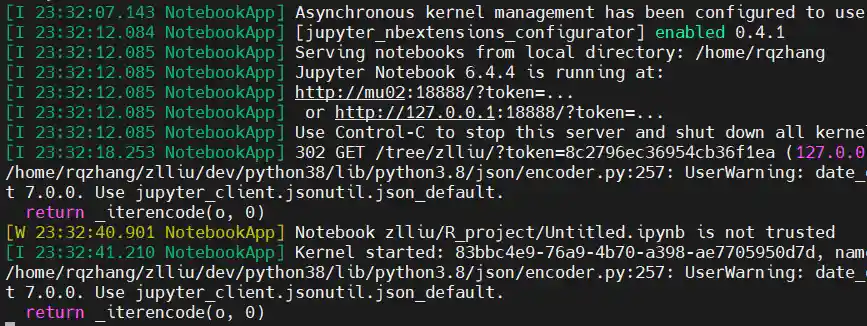 [I 23:32:07.143 NotebookApp] Asynchronous kernel management has been configured to use
[I 23:32:12.084 NotebookApp] [jupyter_nbextensions_configurator] enabled 0.4.1
[I 23:32:12.085 NotebookApp] Serving notebooks from local directory: /home/rqzhang
[I 23:32:12.085 NotebookApp] Jupyter Notebook 6.4.4 is running at:
[I 23:32:12.085 NotebookApp] http://mu02:18888/?token=...
[I 23:32:12.085 NotebookApp]  or http://127.0.0.1:18888/?token=...
[I 23:32:12.085 NotebookApp] Use Control-C to stop this server and shut down all kerne
[I 23:32:18.253 NotebookApp] 302 GET /tree/zlliu/?token=8c2796ec36954cb36f1ea (127.0.0
/home/rqzhang/zlliu/dev/python38/lib/python3.8/json/encoder.py:257: UserWarning: date_
t 7.0.0. Use jupyter_client.jsonutil.json_default.
  return _iterencode(o, 0)
[W 23:32:40.901 NotebookApp] Notebook zlliu/R_project/Untitled.ipynb is not trusted
[I 23:32:41.210 NotebookApp] Kernel started: 83bbc4e9-76a9-4b70-a398-ae7705950d7d, nam
/home/rqzhang/zlliu/dev/python38/lib/python3.8/json/encoder.py:257: UserWarning: date_
t 7.0.0. Use jupyter_client.jsonutil.json_default.
  return _iterencode(o, 0)